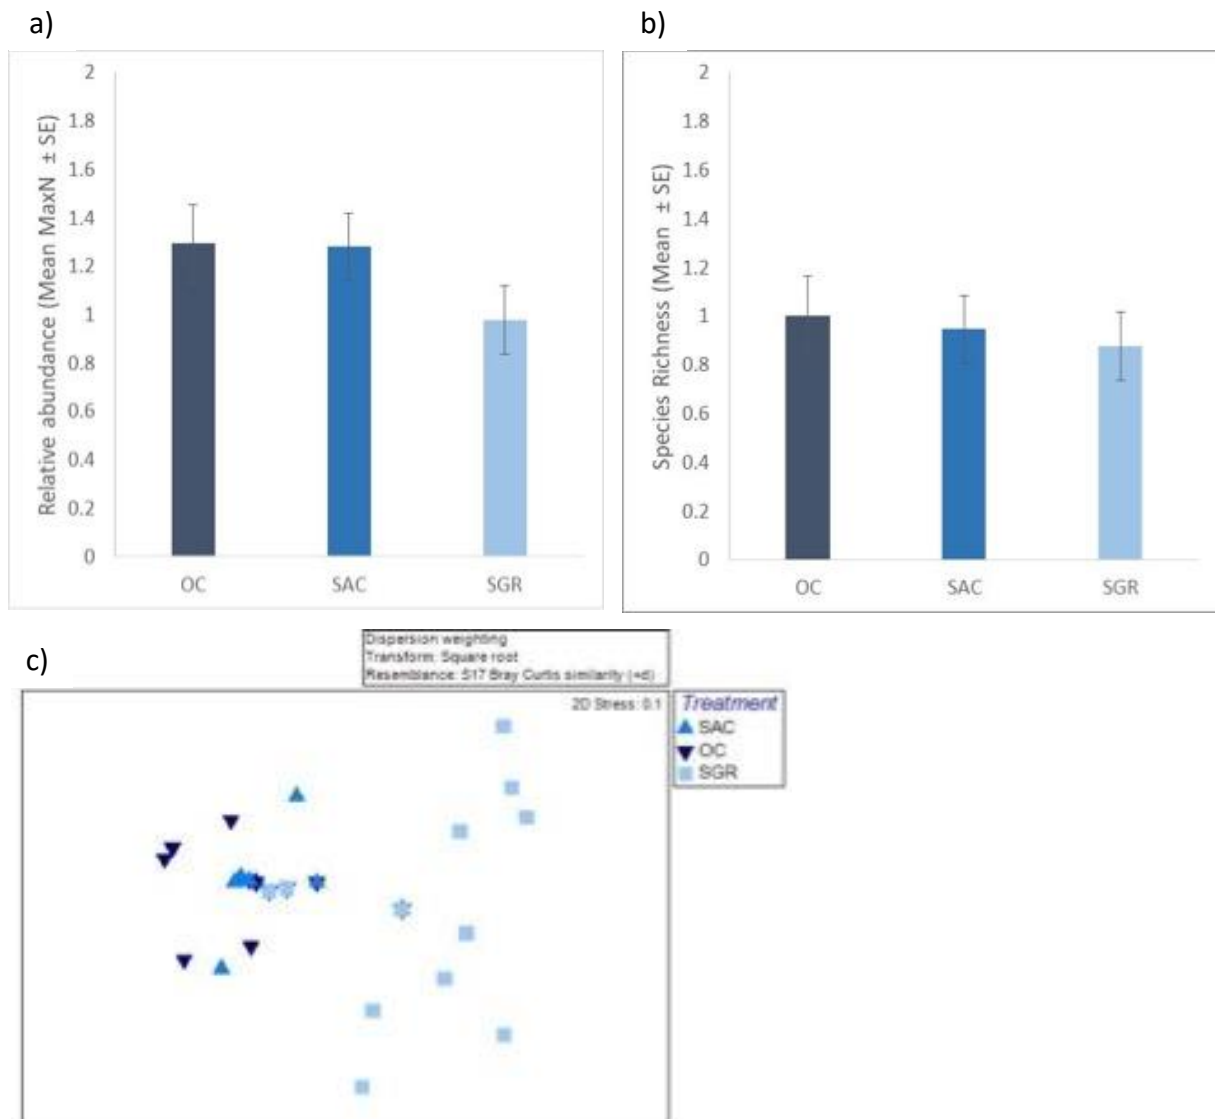 a)
Relative abundance (Mean MaxN ± SE)
2
1.8
1.6
1.4
1.2
1
0.8
0.6
0.4
0.2
0
OC SAC SGR
b)
Species Richness (Mean ± SE)
2
1.8
1.6
1.4
1.2
1
0.8
0.6
0.4
0.2
0
OC SAC SGR
c)
Dispersion weighting
Transform: Square root
Resemblance: S17 Bray Curtis similarity (+d)
2D Stress: 0.1
Treatment
SAC
OC
SGR